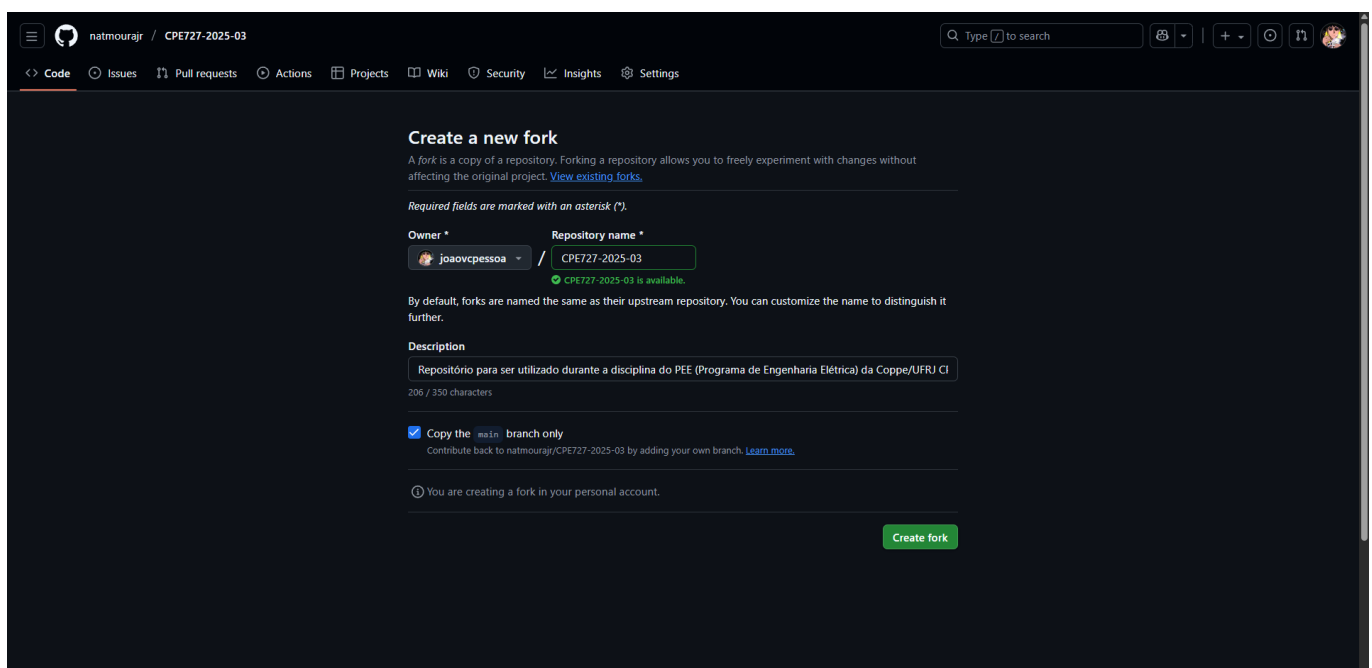 natmourajr / CPE727-2025-03
Type / to search
Code Issues Pull requests Actions Projects Wiki Security Insights Settings
Create a new fork
A fork is a copy of a repository. Forking a repository allows you to freely experiment with changes without
affecting the original project. View existing forks.
Required fields are marked with an asterisk (*).
Owner * Repository name *
joaovcpessoa / CPE727-2025-03
CPE727-2025-03 is available.
By default, forks are named the same as their upstream repository. You can customize the name to distinguish it
further.
Description
Repositório para ser utilizado durante a disciplina do PEE (Programa de Engenharia Elétrica) da Coppe/UFRJ
206 / 350 characters
Copy the main branch only
Contribute back to natmourajr/CPE727-2025-03 by adding your own branch. Learn more.
You are creating a fork in your personal account.
Create fork